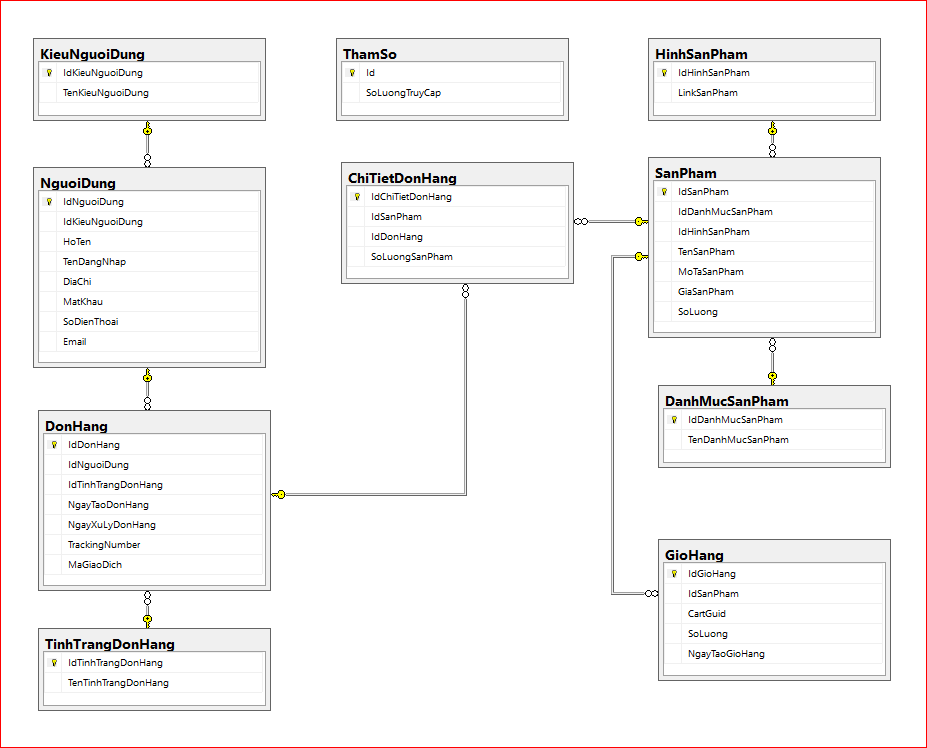 KieuNguoiDung
IdKieuNguoiDung
TenKieuNguoiDung
ThamSo
Id
SoLuongTruyCap
HinhSanPham
IdHinhSanPham
LinkSanPham
NguoiDung
IdNguoiDung
IdKieuNguoiDung
HoTen
TenDangNhap
DiaChi
MatKhau
SoDienThoai
Email
ChiTietDonHang
IdChiTietDonHang
IdSanPham
IdDonHang
SoLuongSanPham
SanPham
IdSanPham
IdDanhMucSanPham
IdHinhSanPham
TenSanPham
MoTaSanPham
GiaSanPham
SoLuong
DanhMucSanPham
IdDanhMucSanPham
TenDanhMucSanPham
DonHang
IdDonHang
IdNguoiDung
IdTinhTrangDonHang
NgayTaoDonHang
NgayXuLyDonHang
TrackingNumber
MaGiaoDich
GioHang
IdGioHang
IdSanPham
CartGuid
SoLuong
NgayTaoGioHang
TinhTrangDonHang
IdTinhTrangDonHang
TenTinhTrangDonHang